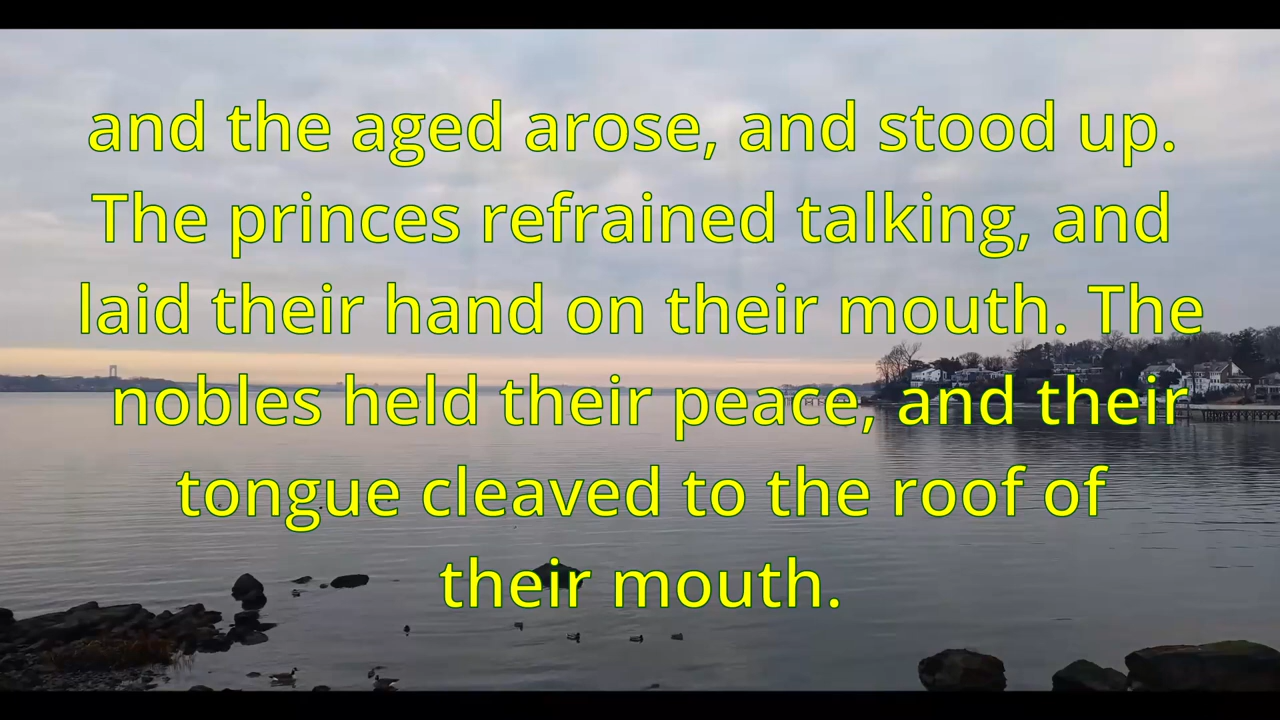 and the aged arose, and stood up.
The princes refrained talking, and
laid their hand on their mouth. The
nobles held their peace, and their
tongue cleaved to the roof of
their mouth.